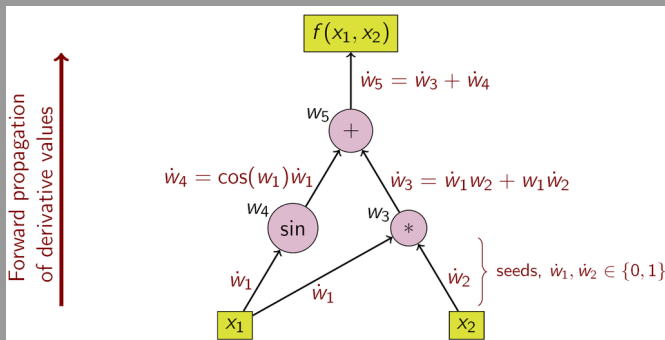 f(x₁, x₂)
ẇ₅ = ẇ₃ + ẇ₄
w₅
+
ẇ₄ = cos(w₁)ẇ₁
ẇ₃ = ẇ₁w₂ + w₁ẇ₂
w₄
sin
w₃
*
Forward propagation
of derivative values
ẇ₁
ẇ₁
ẇ₂
seeds, ẇ₁, ẇ₂ ∈ {0, 1}
x₁
x₂